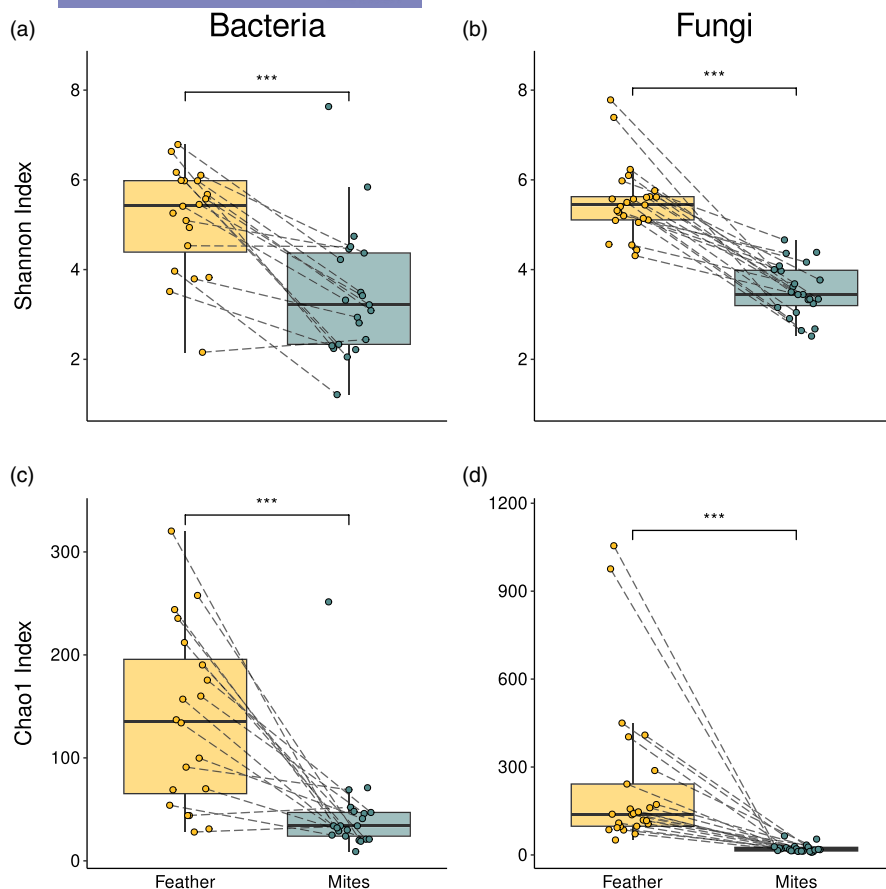 Bacteria
Fungi
(a)
(b)
Shannon Index
8
6
4
2
***
8
6
4
2
***
(c)
(d)
Chao1 Index
300
200
100
0
***
1200
900
600
300
0
***
Feather
Mites
Feather
Mites